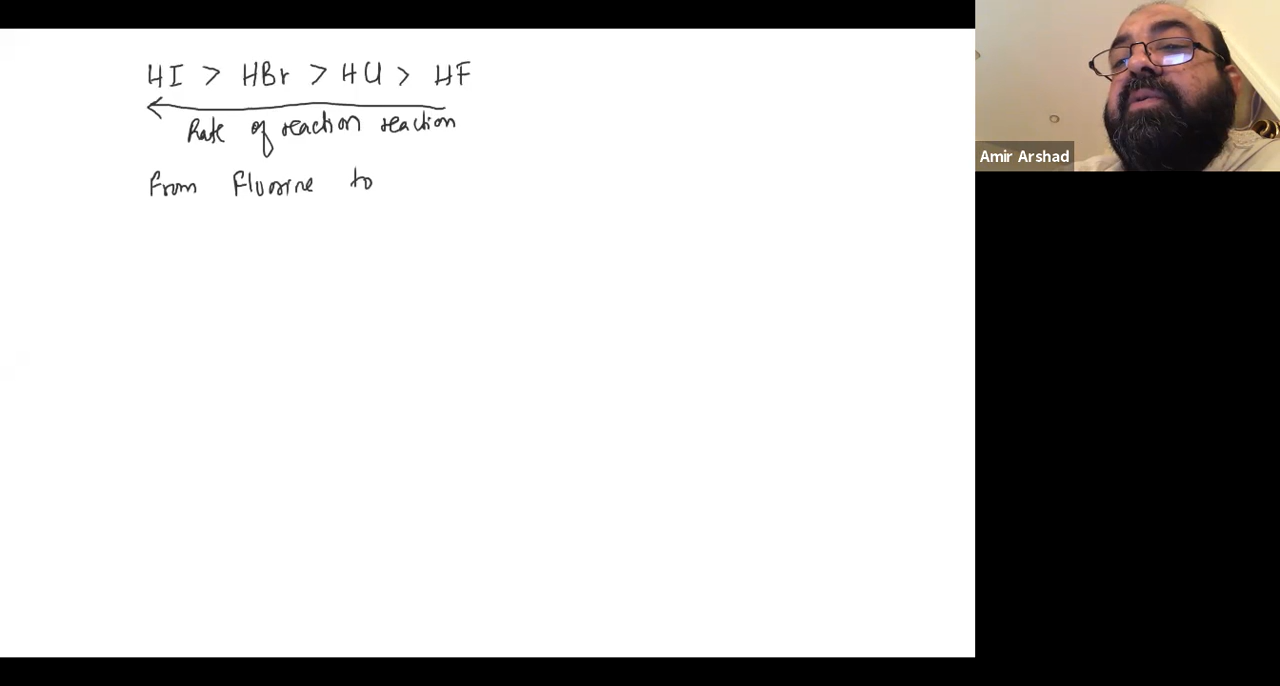 HI > HBr > HCl > HF
Rate of reaction reaction
From Fluorine to
Amir Arshad